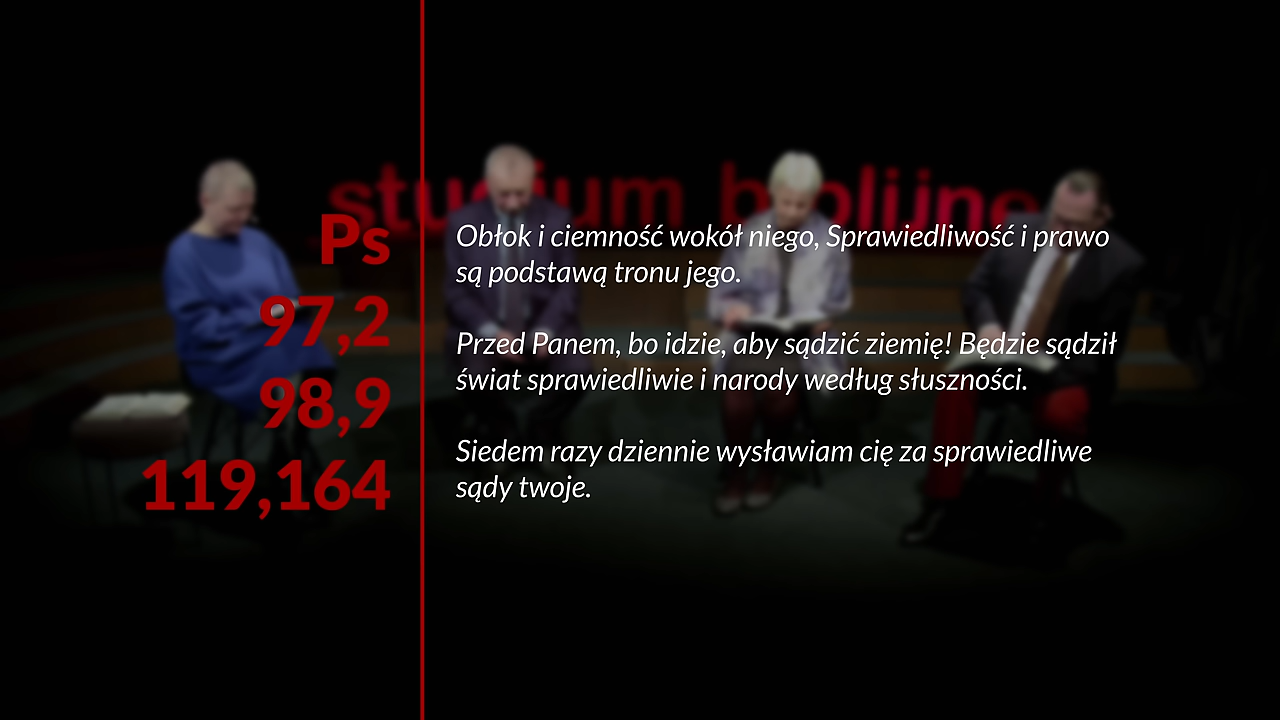 studium biblijne
Ps
97,2
98,9
119,164
Obłok i ciemność wokół niego, Sprawiedliwość i prawo
są podstawą tronu jego.
Przed Panem, bo idzie, aby sądzić ziemię! Będzie sądził
świat sprawiedliwie i narody według słuszności.
Siedem razy dziennie wysławiam cię za sprawiedliwe
sądy twoje.